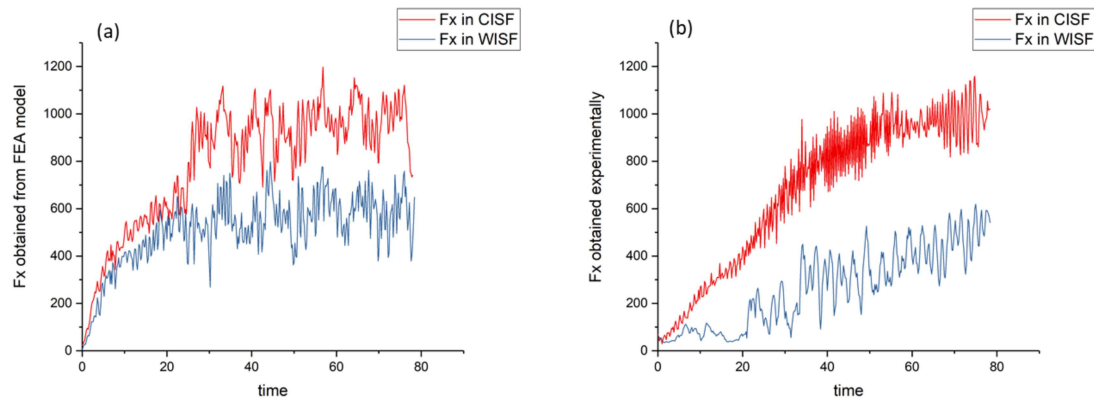 (a)
Fx in CISF
Fx in WISF
Fx obtained from FEA model
1200
1000
800
600
400
200
0
0 20 40 60 80
time
(b)
Fx in CISF
Fx in WISF
Fx obtained experimentally
1200
1000
800
600
400
200
0
0 20 40 60 80
time